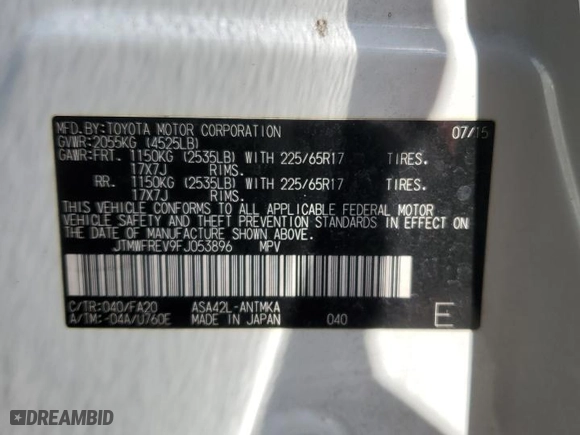 MFD.BY:TOYOTA MOTOR CORPORATION 07/15
GVWR:2055KG (4525LB)
GAWR:FRT. 1150KG (2535LB) WITH 225/65R17 TIRES.
17X7J RIMS.
RR. 1150KG (2535LB) WITH 225/65R17 TIRES.
17X7J RIMS.
THIS VEHICLE CONFORMS TO ALL APPLICABLE FEDERAL MOTOR
VEHICLE SAFETY AND THEFT PREVENTION STANDARDS IN EFFECT ON
THE DATE OF MANUFACTURE SHOWN ABOVE.
JTMWFREV9FJ053896 MPV
C/TR:040/FA20 ASA42L-ANTMKA
A/TM:-04A/U760E MADE IN JAPAN 040 E
DREAMBID